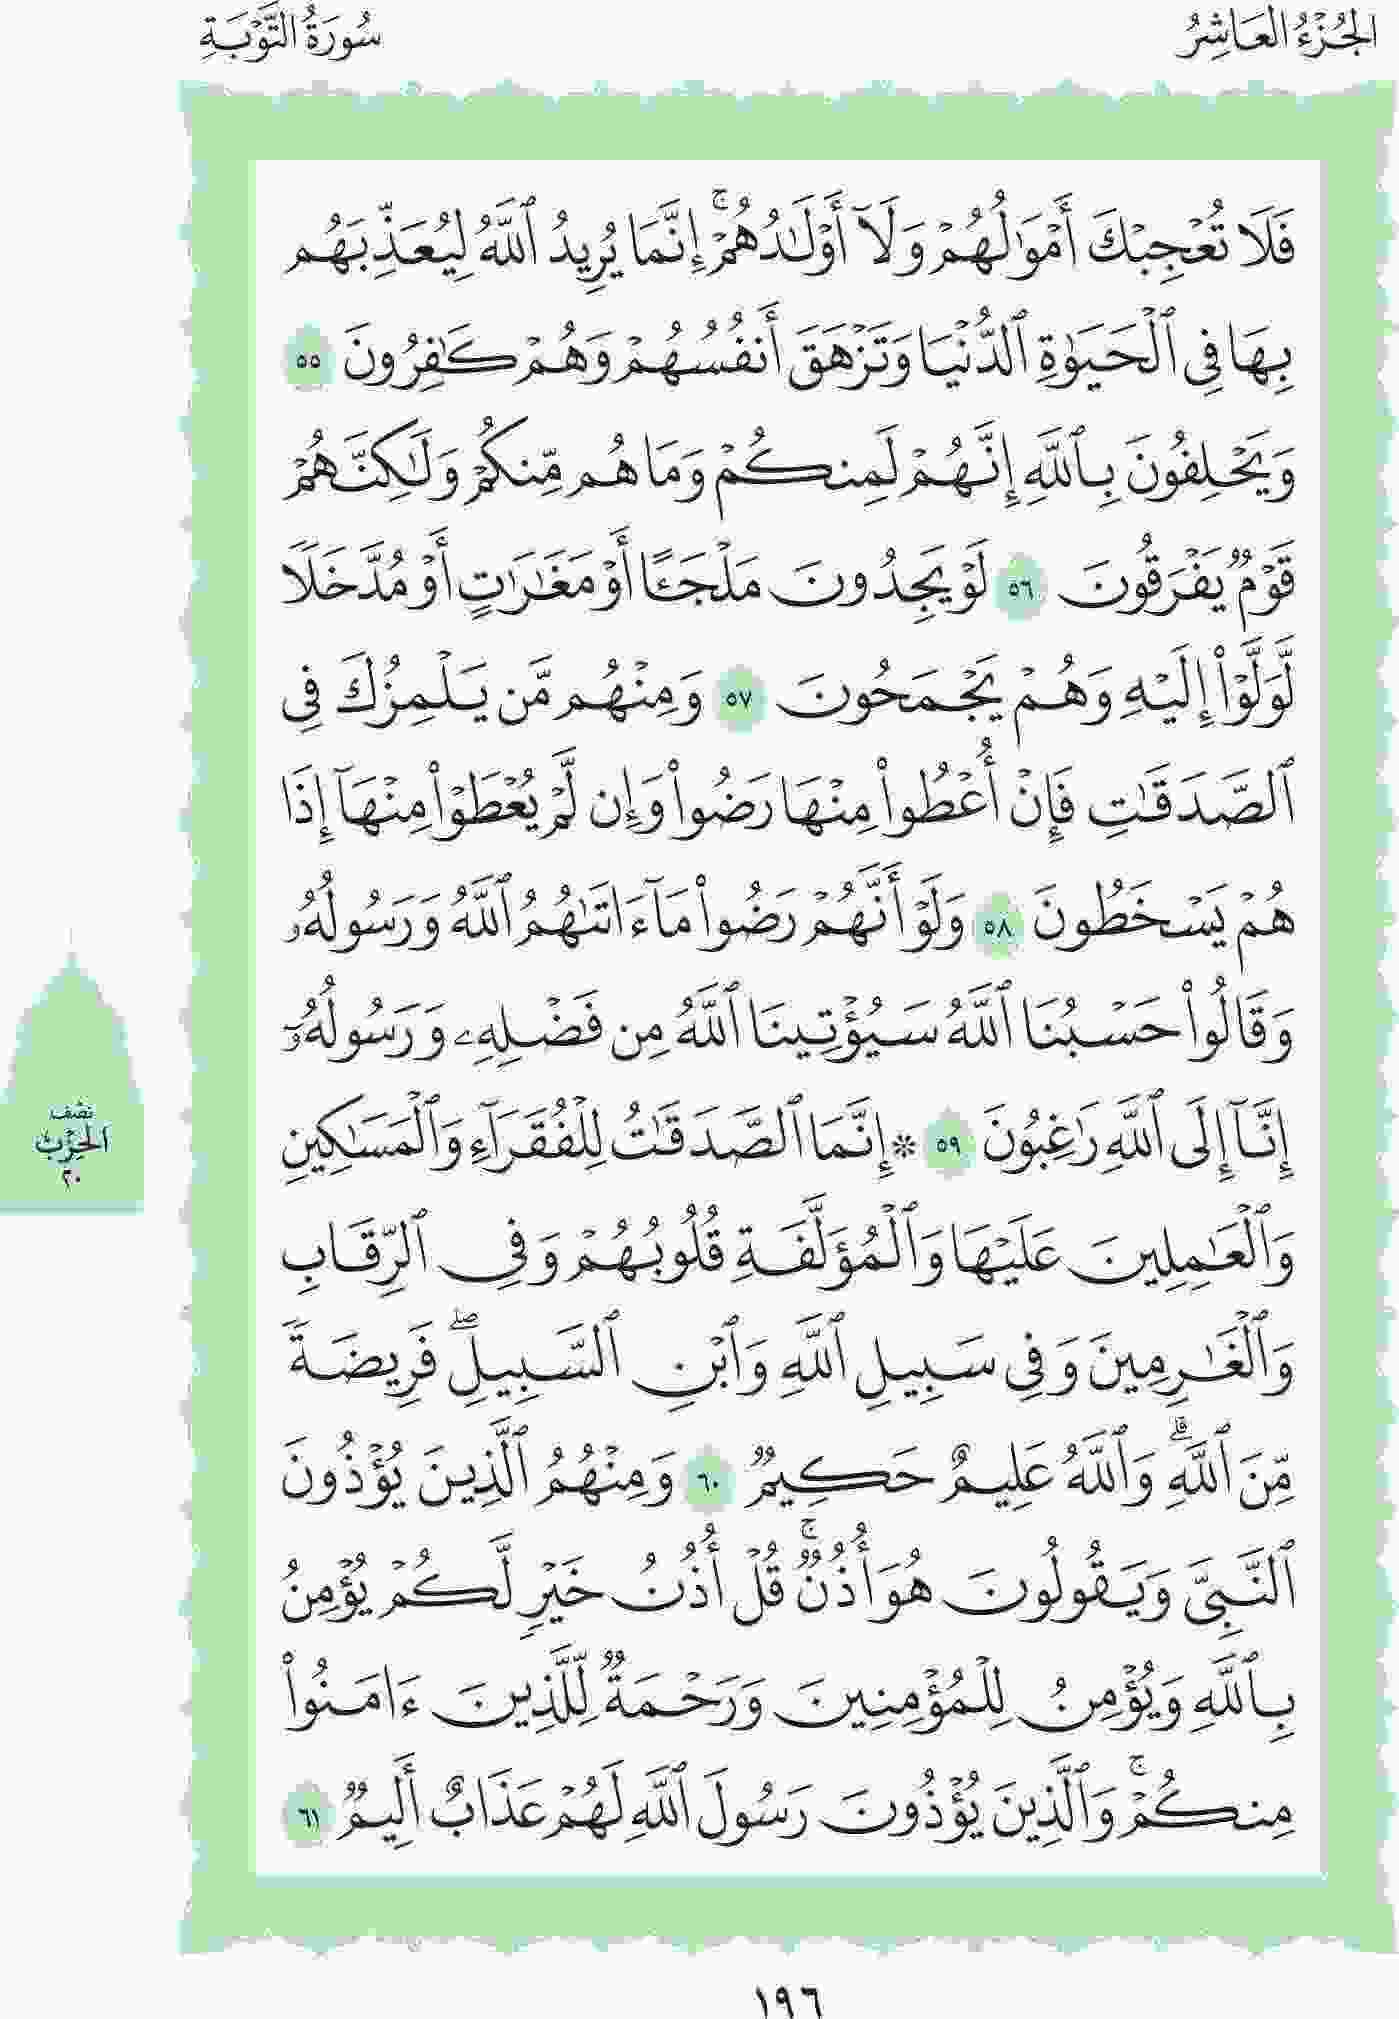 الجُزْءُ العَاشِرُ
سُورَةُ التَّوْبَةِ
فَلَا تُعْجِبْكَ أَمْوَٰلُهُمْ وَلَآ أَوْلَٰدُهُمْ ۚ إِنَّمَا يُرِيدُ ٱللَّهُ لِيُعَذِّبَهُم
بِهَا فِى ٱلْحَيَوٰةِ ٱلدُّنْيَا وَتَزْهَقَ أَنفُسُهُمْ وَهُمْ كَٰفِرُونَ ٥٥
وَيَحْلِفُونَ بِٱللَّهِ إِنَّهُمْ لَمِنكُمْ وَمَا هُم مِّنكُمْ وَلَٰكِنَّهُمْ
قَوْمٌ يَفْرَقُونَ ٥٦ لَوْ يَجِدُونَ مَلْجَـًٔا أَوْ مَغَٰرَٰتٍ أَوْ مُدَّخَلًا
لَّوَلَّوْا۟ إِلَيْهِ وَهُمْ يَجْمَحُونَ ٥٧ وَمِنْهُم مَّن يَلْمِزُكَ فِى
ٱلصَّدَقَٰتِ فَإِنْ أُعْطُوا۟ مِنْهَا رَضُوا۟ وَإِن لَّمْ يُعْطَوْا۟ مِنْهَآ إِذَا
هُمْ يَسْخَطُونَ ٥٨ وَلَوْ أَنَّهُمْ رَضُوا۟ مَآ ءَاتَىٰهُمُ ٱللَّهُ وَرَسُولُهُۥ
وَقَالُوا۟ حَسْبُنَا ٱللَّهُ سَيُؤْتِينَا ٱللَّهُ مِن فَضْلِهِۦ وَرَسُولُهُۥٓ
إِنَّآ إِلَى ٱللَّهِ رَٰغِبُونَ ٥٩ * إِنَّمَا ٱلصَّدَقَٰتُ لِلْفُقَرَآءِ وَٱلْمَسَٰكِينِ
نِصْف
الحِزْب
٢٠
وَٱلْعَٰمِلِينَ عَلَيْهَا وَٱلْمُؤَلَّفَةِ قُلُوبُهُمْ وَفِى ٱلرِّقَابِ
وَٱلْغَٰرِمِينَ وَفِى سَبِيلِ ٱللَّهِ وَٱبْنِ ٱلسَّبِيلِ ۖ فَرِيضَةً
مِّنَ ٱللَّهِ ۗ وَٱللَّهُ عَلِيمٌ حَكِيمٌ ٦٠ وَمِنْهُمُ ٱلَّذِينَ يُؤْذُونَ
ٱلنَّبِىَّ وَيَقُولُونَ هُوَ أُذُنٌ ۚ قُلْ أُذُنُ خَيْرٍ لَّكُمْ يُؤْمِنُ
بِٱللَّهِ وَيُؤْمِنُ لِلْمُؤْمِنِينَ وَرَحْمَةٌ لِّلَّذِينَ ءَامَنُوا۟
مِنكُمْ ۚ وَٱلَّذِينَ يُؤْذُونَ رَسُولَ ٱللَّهِ لَهُمْ عَذَابٌ أَلِيمٌ ٦١
١٩٦